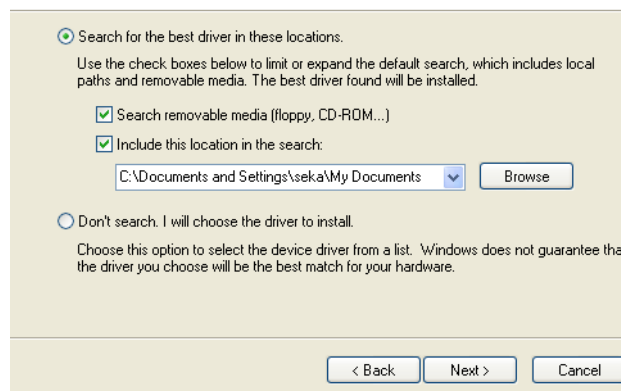 Search for the best driver in these locations.
Use the check boxes below to limit or expand the default search, which includes local
paths and removable media. The best driver found will be installed.
Search removable media (floppy, CD-ROM...)
Include this location in the search:
C:\Documents and Settings\seka\My Documents
Browse
Don't search. I will choose the driver to install.
Choose this option to select the device driver from a list. Windows does not guarantee tha
the driver you choose will be the best match for your hardware.
< Back
Next >
Cancel